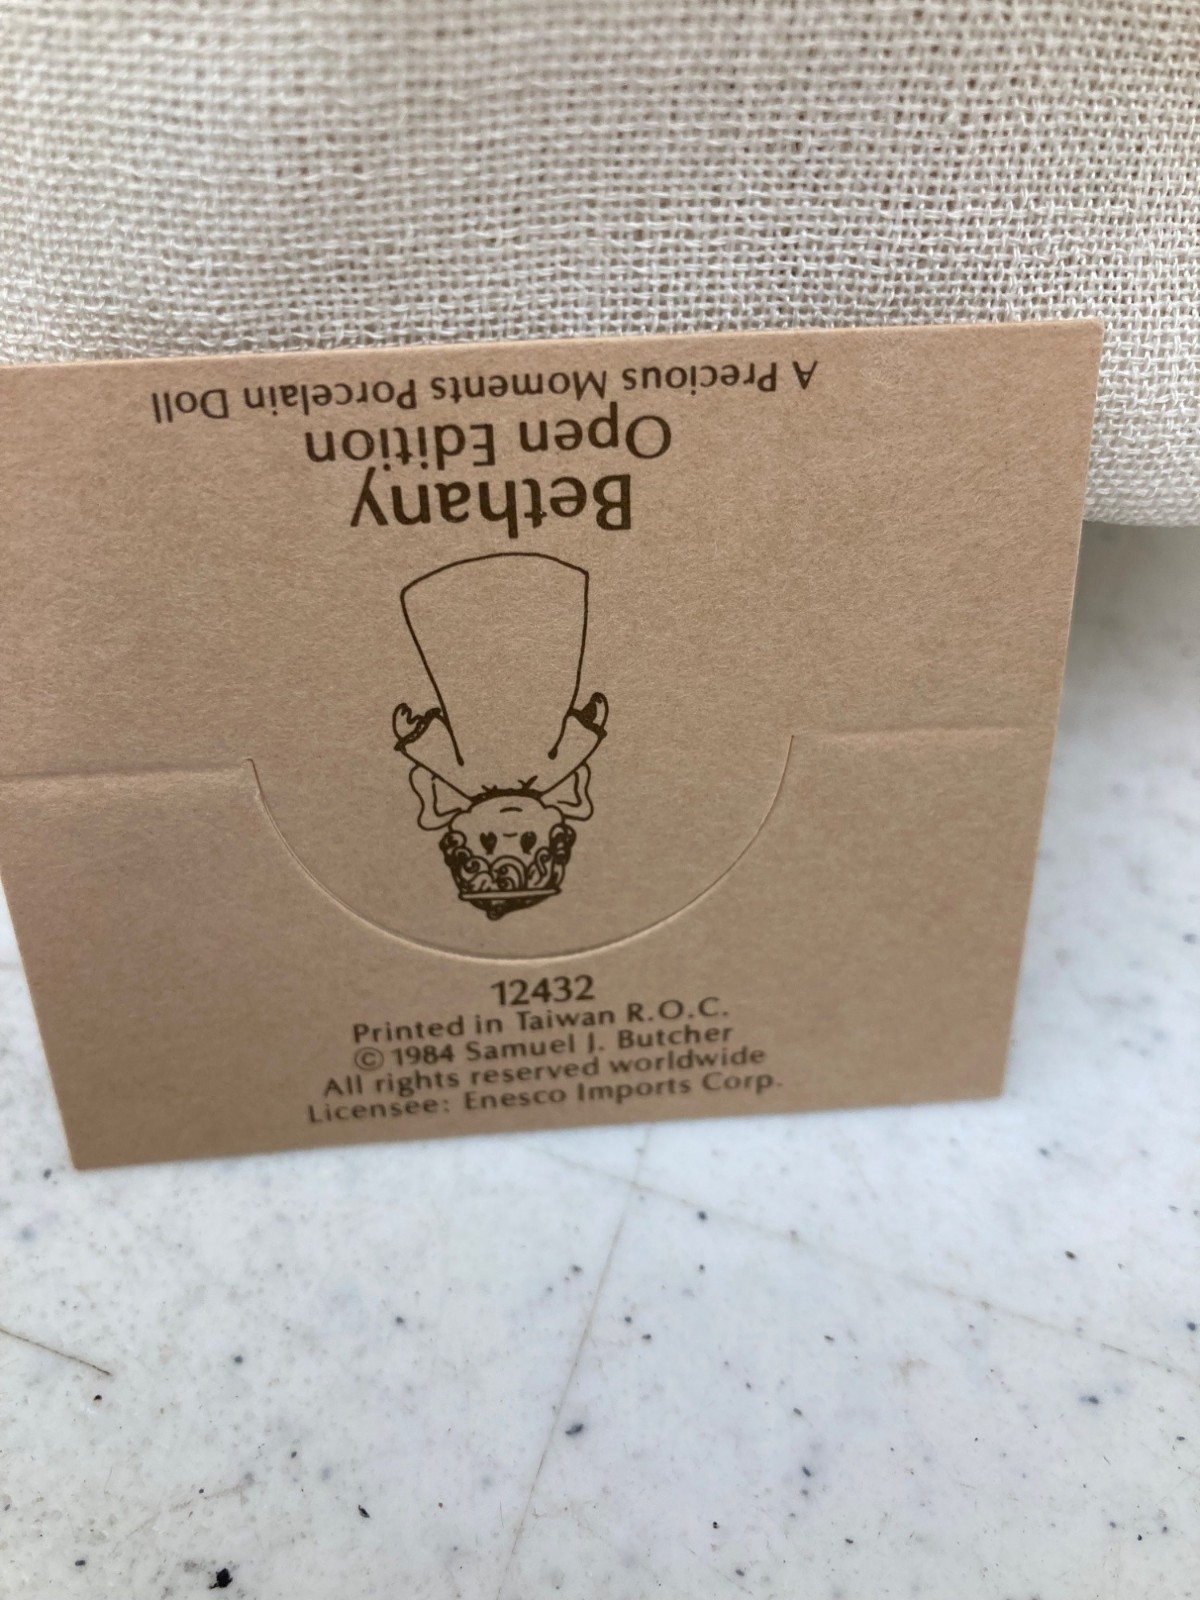 A Precious Moments Porcelain Doll
Open Edition
Bethany
12432
Printed in Taiwan R.O.C.
© 1984 Samuel J. Butcher
All rights reserved worldwide
Licensee: Enesco Imports Corp.